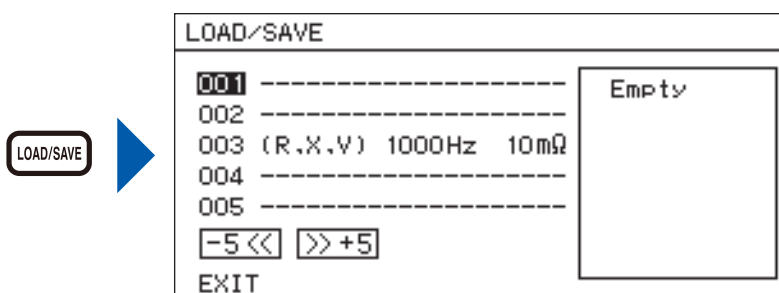 LOAD/SAVE
LOAD/SAVE
001 ----------------------
002 ----------------------
003 (R,X,V) 1000Hz 10mΩ
004 ----------------------
005 ----------------------
-5<< >>+5
EXIT
Empty